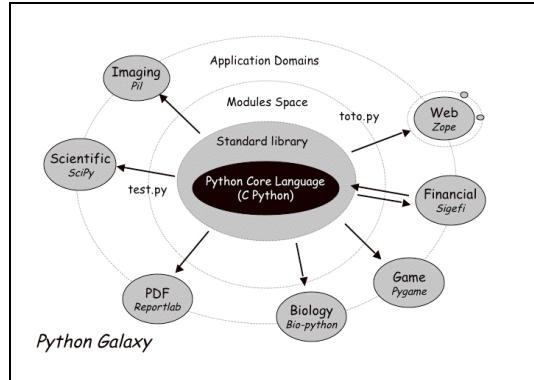 Application Domains
Imaging
Pil
Modules Space
toto.py
Web
Zope
Standard library
Scientific
SciPy
test.py
Python Core Language
(C Python)
Financial
Sigefi
Game
Pygame
PDF
Reportlab
Biology
Bio-python
Python Galaxy